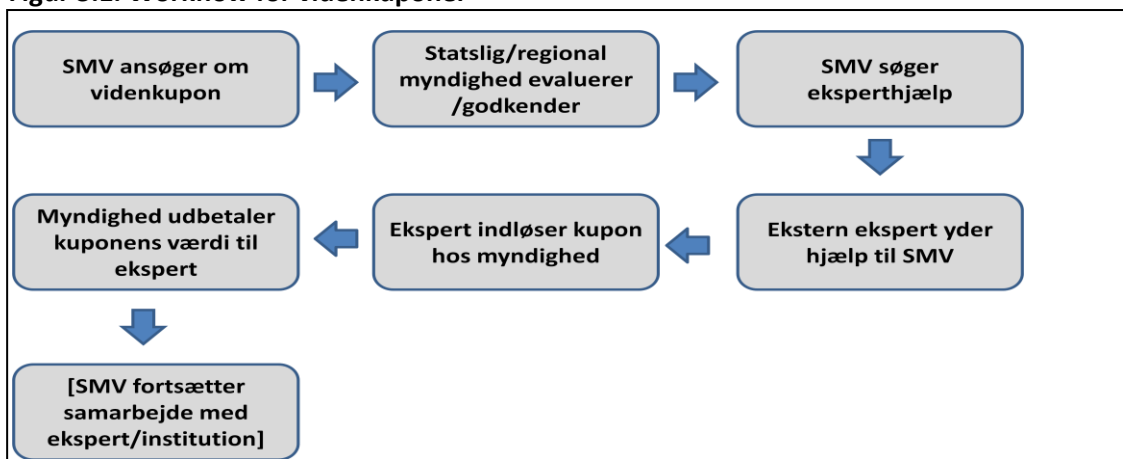 SMV ansøger om
videnkupon
Statslig/regional
myndighed evaluerer
/godkender
SMV søger
eksperthjælp
Ekstern ekspert yder
hjælp til SMV
Ekspert indløser kupon
hos myndighed
Myndighed udbetaler
kuponens værdi til
ekspert
[SMV fortsætter
samarbejde med
ekspert/institution]